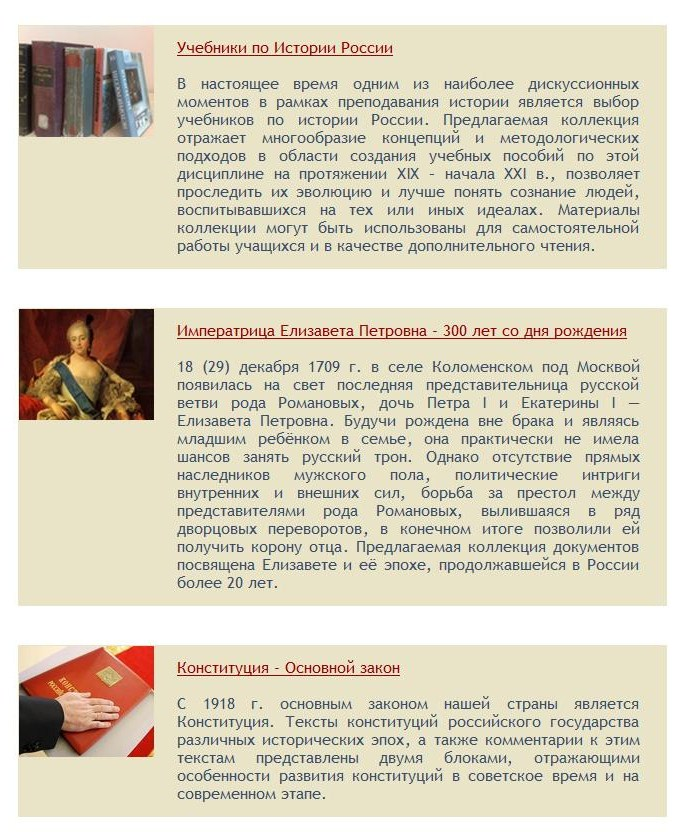 Учебники по Истории России
В настоящее время одним из наиболее дискуссионных
моментов в рамках преподавания истории является выбор
учебников по истории России. Предлагаемая коллекция
отражает многообразие концепций и методологических
подходов в области создания учебных пособий по этой
дисциплине на протяжении XIX – начала XXI в., позволяет
проследить их эволюцию и лучше понять сознание людей,
воспитывавшихся на тех или иных идеалах. Материалы
коллекции могут быть использованы для самостоятельной
работы учащихся и в качестве дополнительного чтения.
Императрица Елизавета Петровна - 300 лет со дня рождения
18 (29) декабря 1709 г. в селе Коломенском под Москвой
появилась на свет последняя представительница русской
ветви рода Романовых, дочь Петра I и Екатерины I —
Елизавета Петровна. Будучи рождена вне брака и являясь
младшим ребёнком в семье, она практически не имела
шансов занять русский трон. Однако отсутствие прямых
наследников мужского пола, политические интриги
внутренних и внешних сил, борьба за престол между
представителями рода Романовых, вылившаяся в ряд
дворцовых переворотов, в конечном итоге позволили ей
получить корону отца. Предлагаемая коллекция документов
посвящена Елизавете и её эпохе, продолжавшейся в России
более 20 лет.
Конституция - Основной закон
С 1918 г. основным законом нашей страны является
Конституция. Тексты конституций российского государства
различных исторических эпох, а также комментарии к этим
текстам представлены двумя блоками, отражающими
особенности развития конституций в советское время и на
современном этапе.